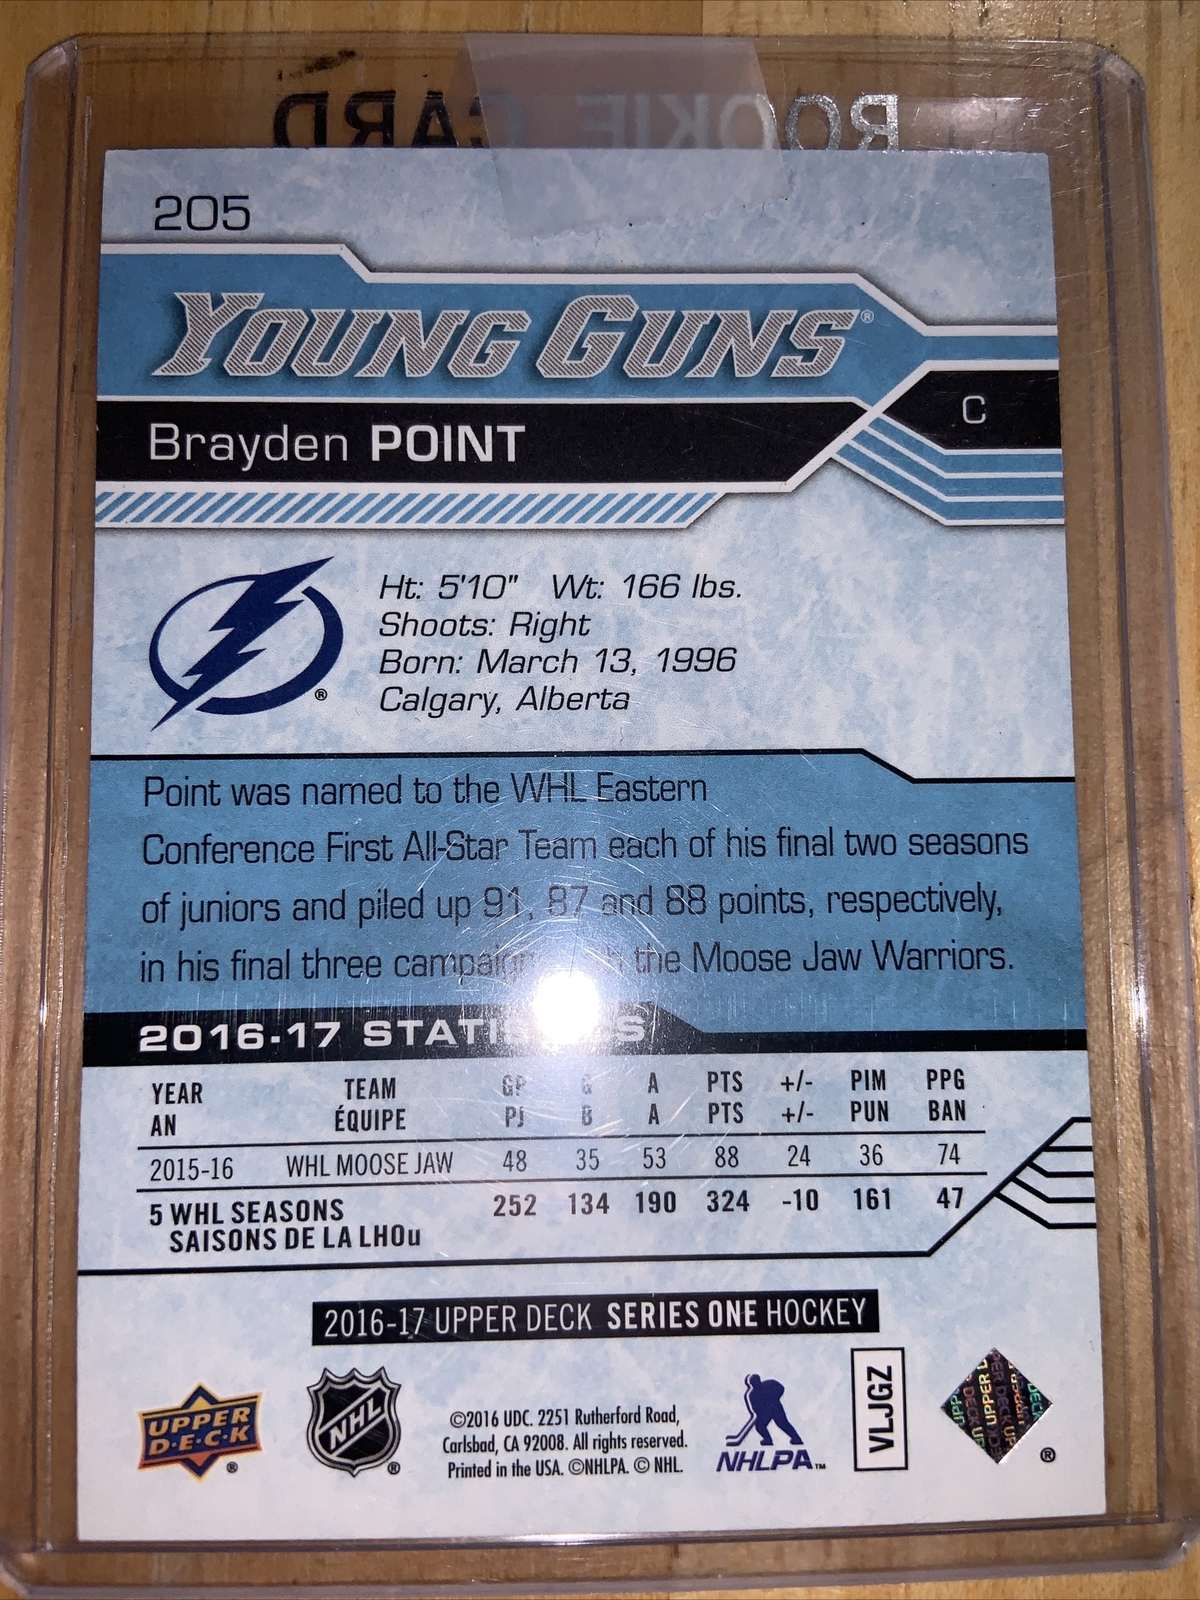 ROOKIE CARD
205
YOUNG GUNS®
Brayden POINT
C
Ht: 5'10" Wt: 166 lbs.
Shoots: Right
Born: March 13, 1996
Calgary, Alberta
®
Point was named to the WHL Eastern
Conference First All-Star Team each of his final two seasons
of juniors and piled up 91, 87 and 88 points, respectively,
in his final three the Moose Jaw Warriors.
2016-17
YEAR TEAM GP G A PTS +/- PIM PPG
AN ÉQUIPE PJ B A PTS +/- PUN BAN
2015-16 WHL MOOSE JAW 48 35 53 88 24 36 74
5 WHL SEASONS 252 134 190 324 -10 161 47
SAISONS DE LA LHOu
2016-17 UPPER DECK SERIES ONE HOCKEY
UPPER
D·E·C·K
®
NHL
®
©2016 UDC. 2251 Rutherford Road,
Carlsbad, CA 92008. All rights reserved.
Printed in the USA. ©NHLPA. © NHL.
NHLPA™
VLJGZ
UPPER DECK
®